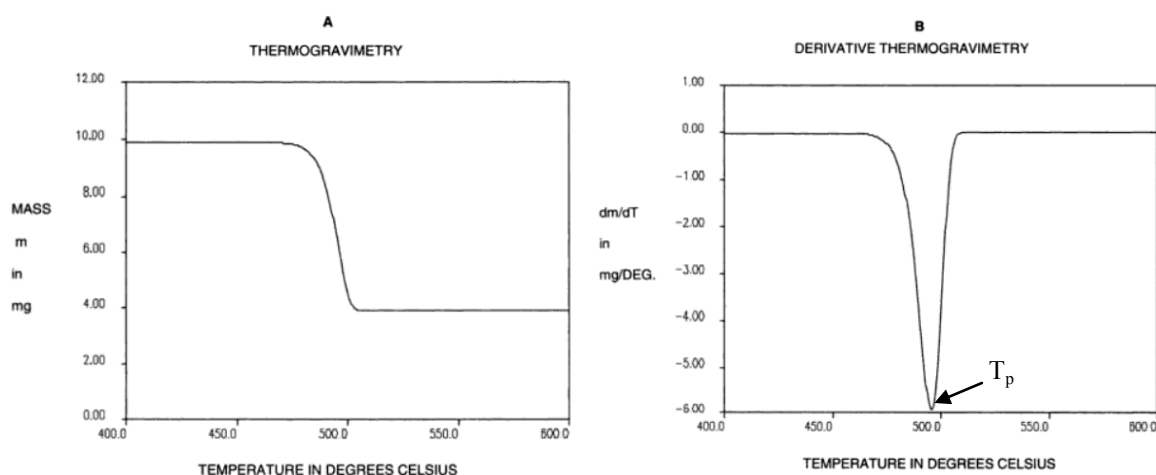 A
THERMOGRAVIMETRY
12.00
10.00
8.00
6.00
4.00
2.00
0.00
MASS
m
in
mg
400.0
450.0
500.0
550.0
600.0
TEMPERATURE IN DEGREES CELSIUS
B
DERIVATIVE THERMOGRAVIMETRY
1.00
0.00
-1.00
-2.00
-3.00
-4.00
-5.00
-6.00
dm/dT
in
mg/DEG.
Tp
400.0
450.0
500.0
550.0
600.0
TEMPERATURE IN DEGREES CELSIUS